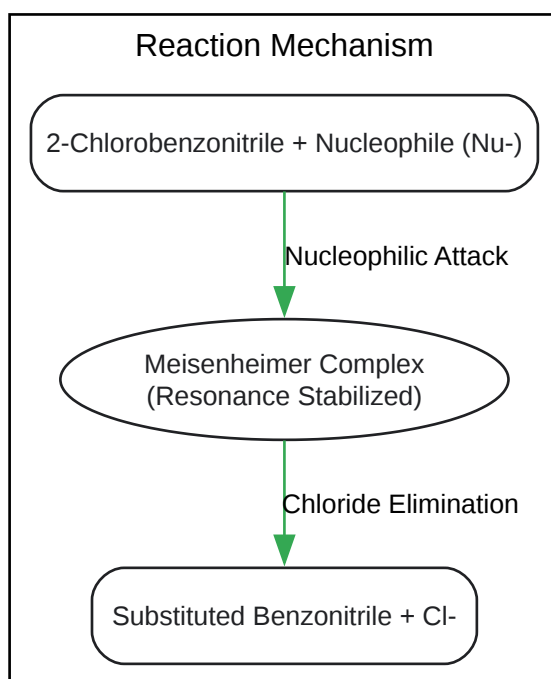 Reaction Mechanism
2-Chlorobenzonitrile + Nucleophile (Nu-)
Nucleophilic Attack
Meisenheimer Complex
(Resonance Stabilized)
Chloride Elimination
Substituted Benzonitrile + Cl-